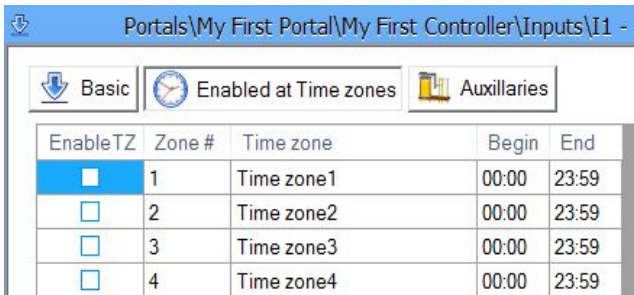 Portals\My First Portal\My First Controller\Inputs\I1 -
Basic Enabled at Time zones Auxillaries
EnableTZ Zone # Time zone Begin End
1 Time zone1 00:00 23:59
2 Time zone2 00:00 23:59
3 Time zone3 00:00 23:59
4 Time zone4 00:00 23:59